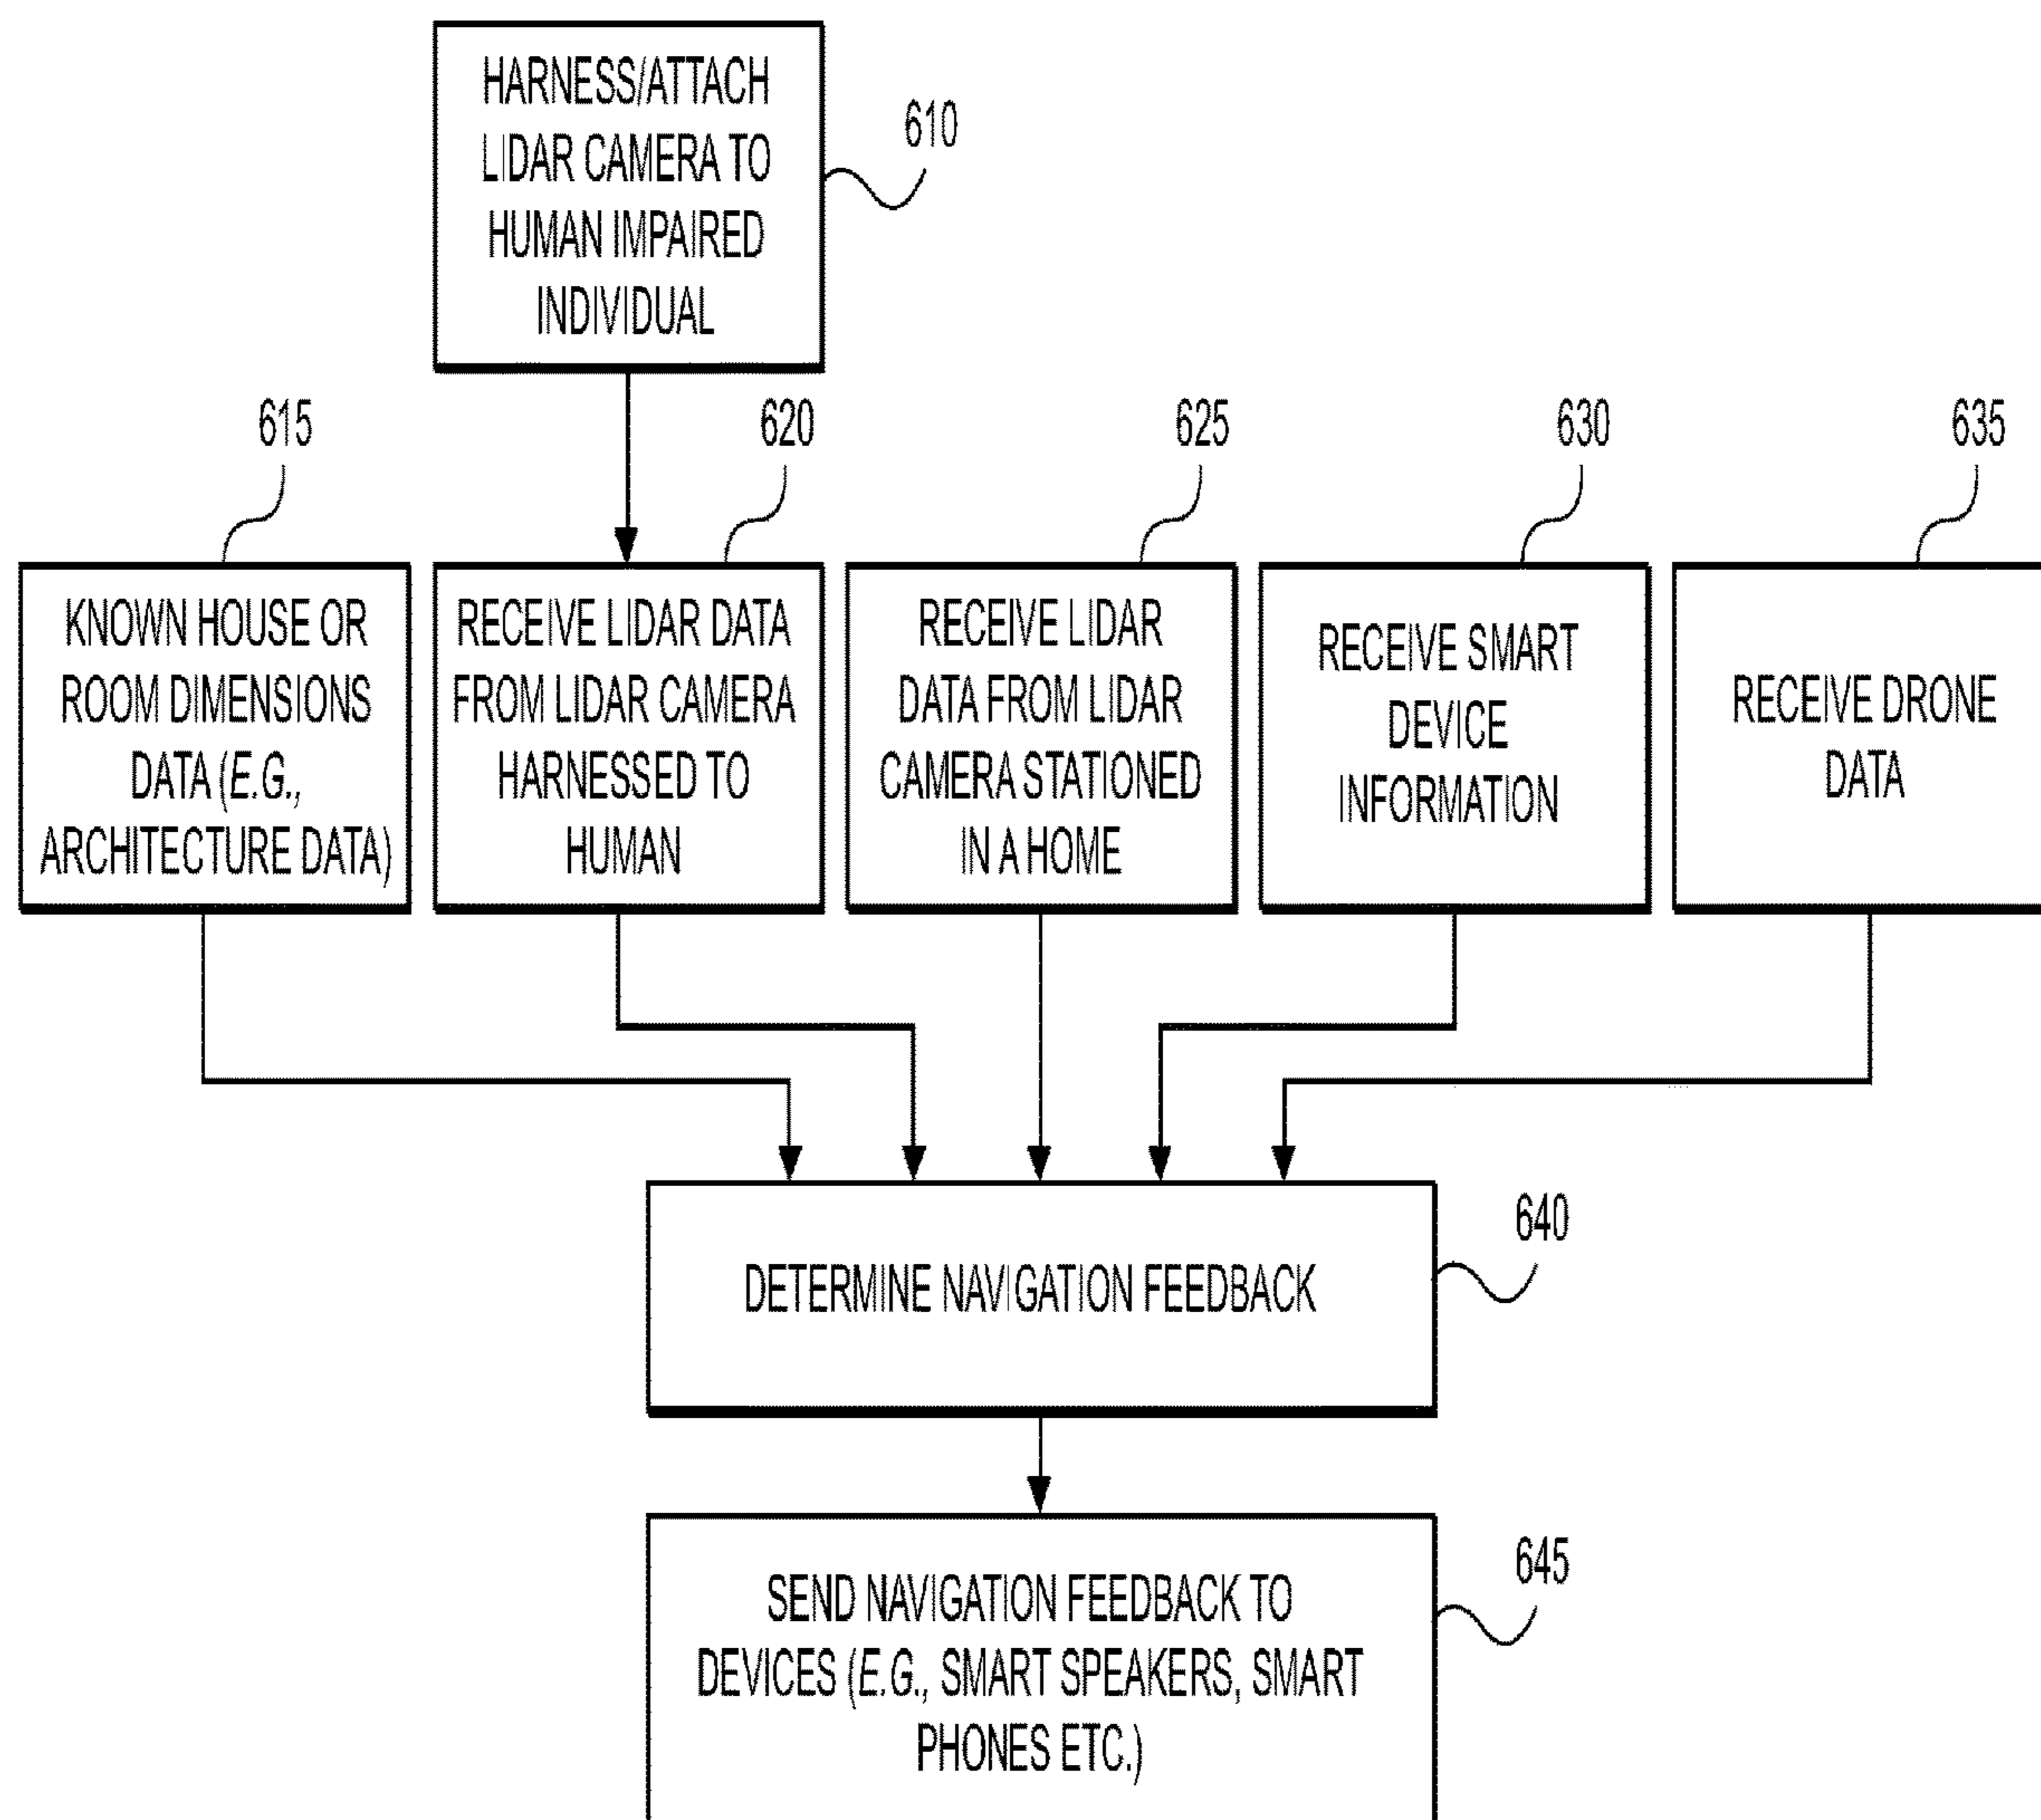 HARNESS/ATTACH
LIDAR CAMERA TO
HUMAN IMPAIRED
INDIVIDUAL
610
615
620
625
630
635
KNOWN HOUSE OR
ROOM DIMENSIONS
DATA (E.G.,
ARCHITECTURE DATA)
RECEIVE LIDAR DATA
FROM LIDAR CAMERA
HARNESSED TO
HUMAN
RECEIVE LIDAR
DATA FROM LIDAR
CAMERA STATIONED
IN A HOME
RECEIVE SMART
DEVICE
INFORMATION
RECEIVE DRONE
DATA
DETERMINE NAVIGATION FEEDBACK
640
SEND NAVIGATION FEEDBACK TO
DEVICES (E.G., SMART SPEAKERS, SMART
PHONES ETC.)
645